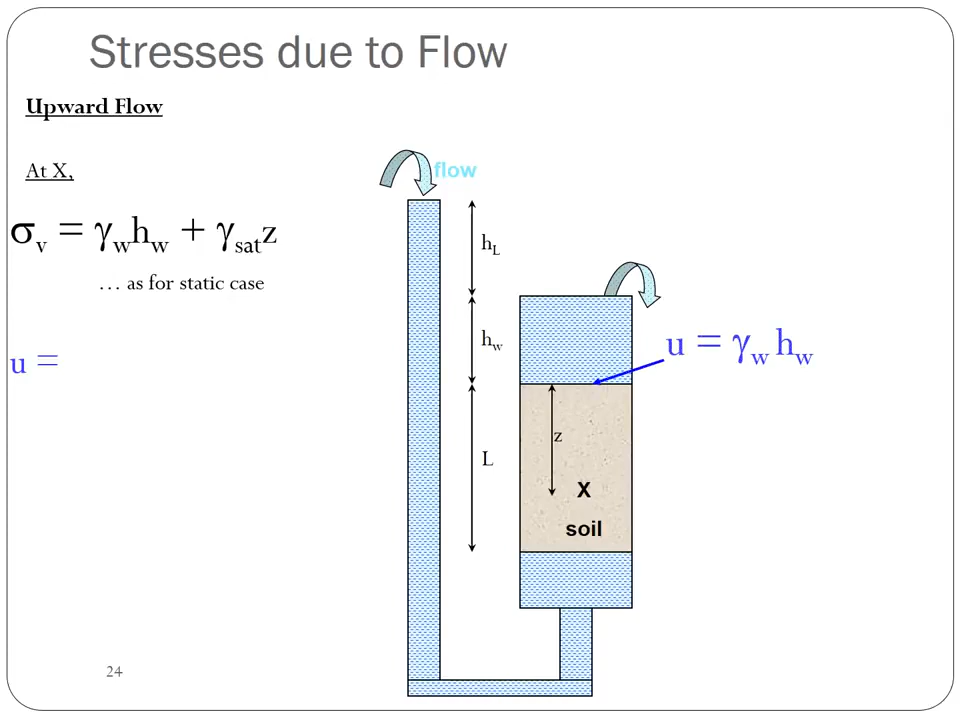 Stresses due to Flow
Upward Flow
At X,
flow
σv = γwhw + γsatz
hL
… as for static case
hw
u = γw hw
u =
z
L
X
soil
24